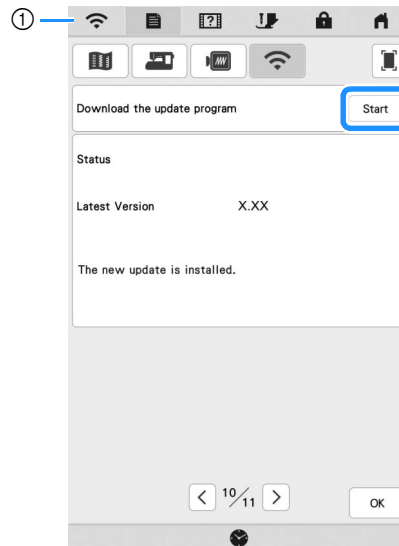 ①
?
Download the update program
Start
Status
Latest Version X.XX
The new update is installed.
10/11
OK